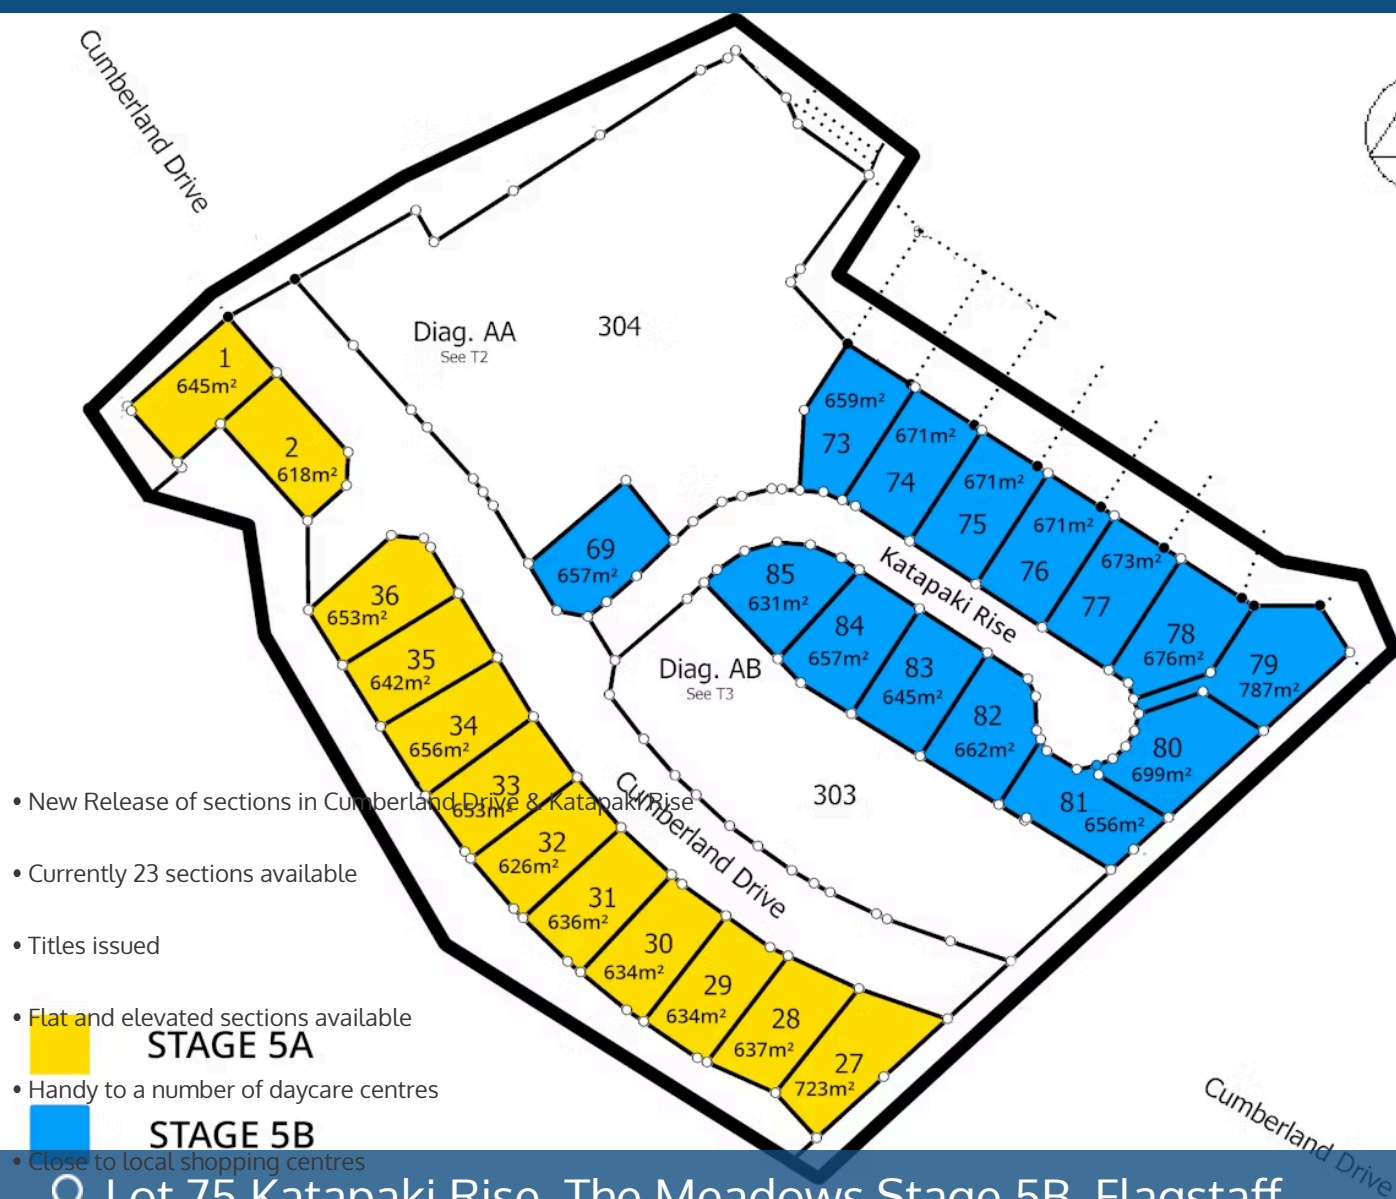 Cumberland Drive
Diag. AA
See T2
304
1
645m²
2
618m²
659m²
73
671m²
74
671m²
75
671m²
76
673m²
77
78
676m²
79
787m²
80
699m²
81
656m²
82
662m²
83
645m²
84
657m²
85
631m²
69
657m²
Katapaki Rise
Diag. AB
See T3
303
36
653m²
35
642m²
34
656m²
33
653m²
32
626m²
31
636m²
30
634m²
29
634m²
28
637m²
27
723m²
Cumberland Drive
Cumberland Drive
• New Release of sections in Cumberland Drive & Katapaki Rise
• Currently 23 sections available
• Titles issued
• Flat and elevated sections available
STAGE 5A
• Handy to a number of daycare centres
STAGE 5B
• Close to local shopping centres
Lot 75 Katapaki Rise, The Meadows Stage 5B, Flagstaff